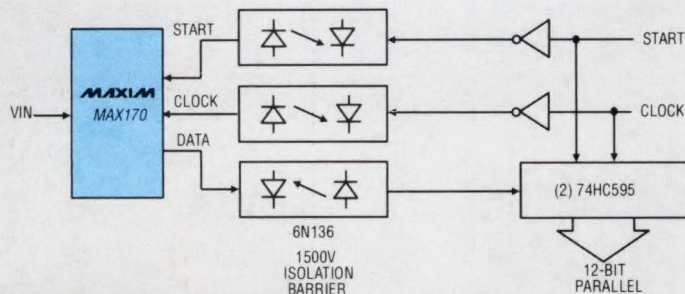 START
START
MAXIM
MAX170
VIN
CLOCK
CLOCK
DATA
(2) 74HC595
6N136
1500V
ISOLATION
BARRIER
12-BIT
PARALLEL